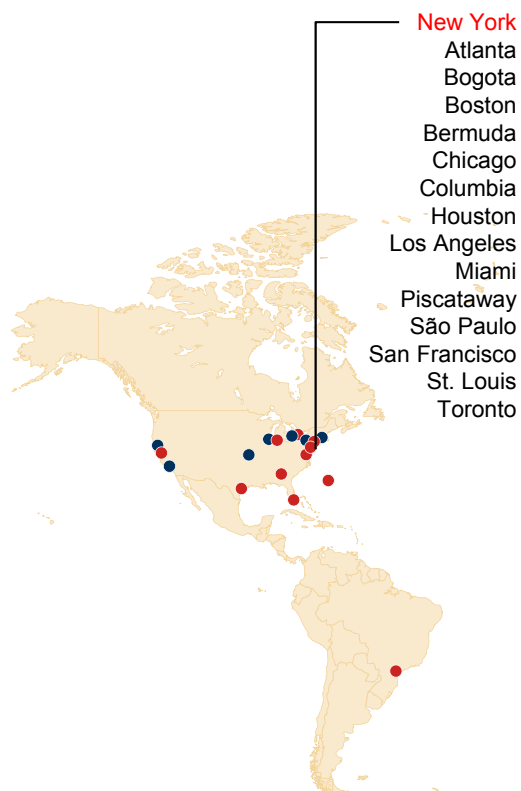 New York
Atlanta
Bogota
Boston
Bermuda
Chicago
Columbia
Houston
Los Angeles
Miami
Piscataway
São Paulo
San Francisco
St. Louis
Toronto